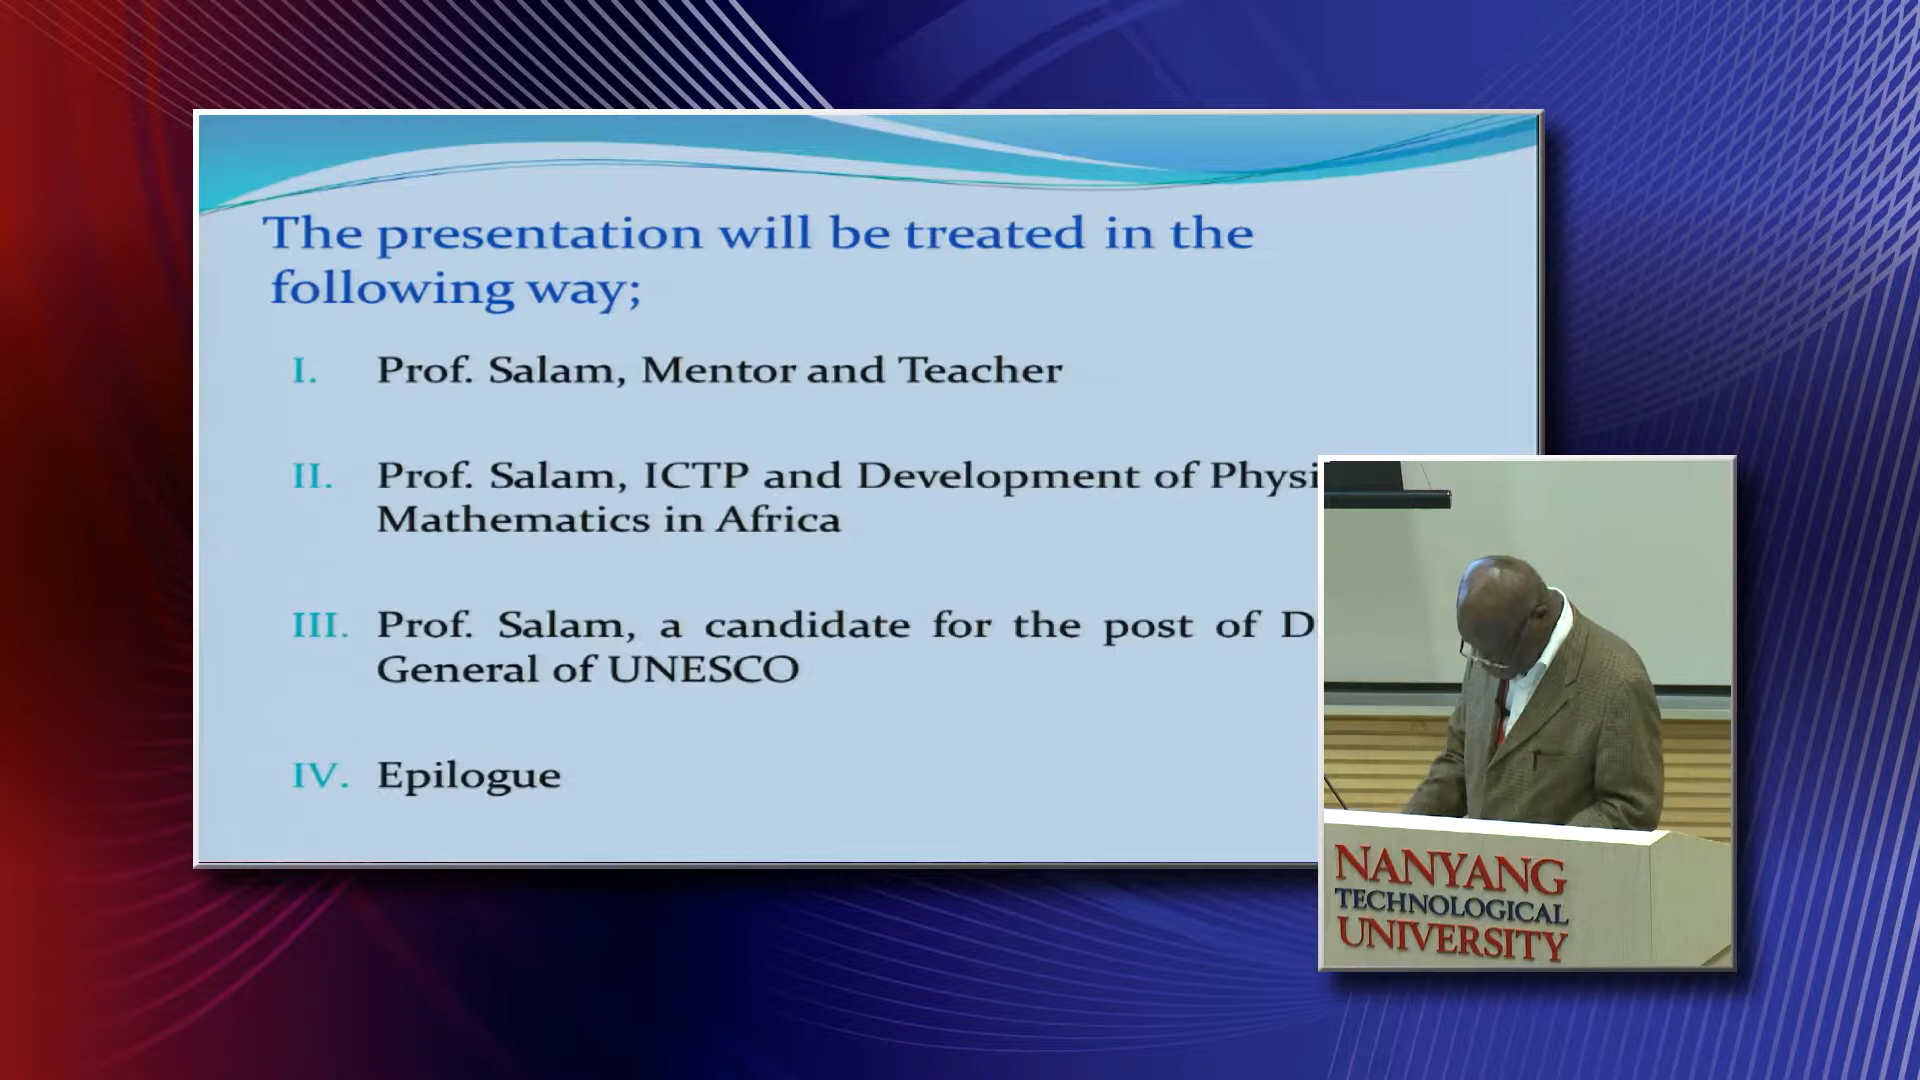 The presentation will be treated in the
following way;
I. Prof. Salam, Mentor and Teacher
II. Prof. Salam, ICTP and Development of
Mathematics in Africa
III. Prof. Salam, a candidate for the post of
General of UNESCO
IV. Epilogue
NANYANG
TECHNOLOGICAL
UNIVERSITY